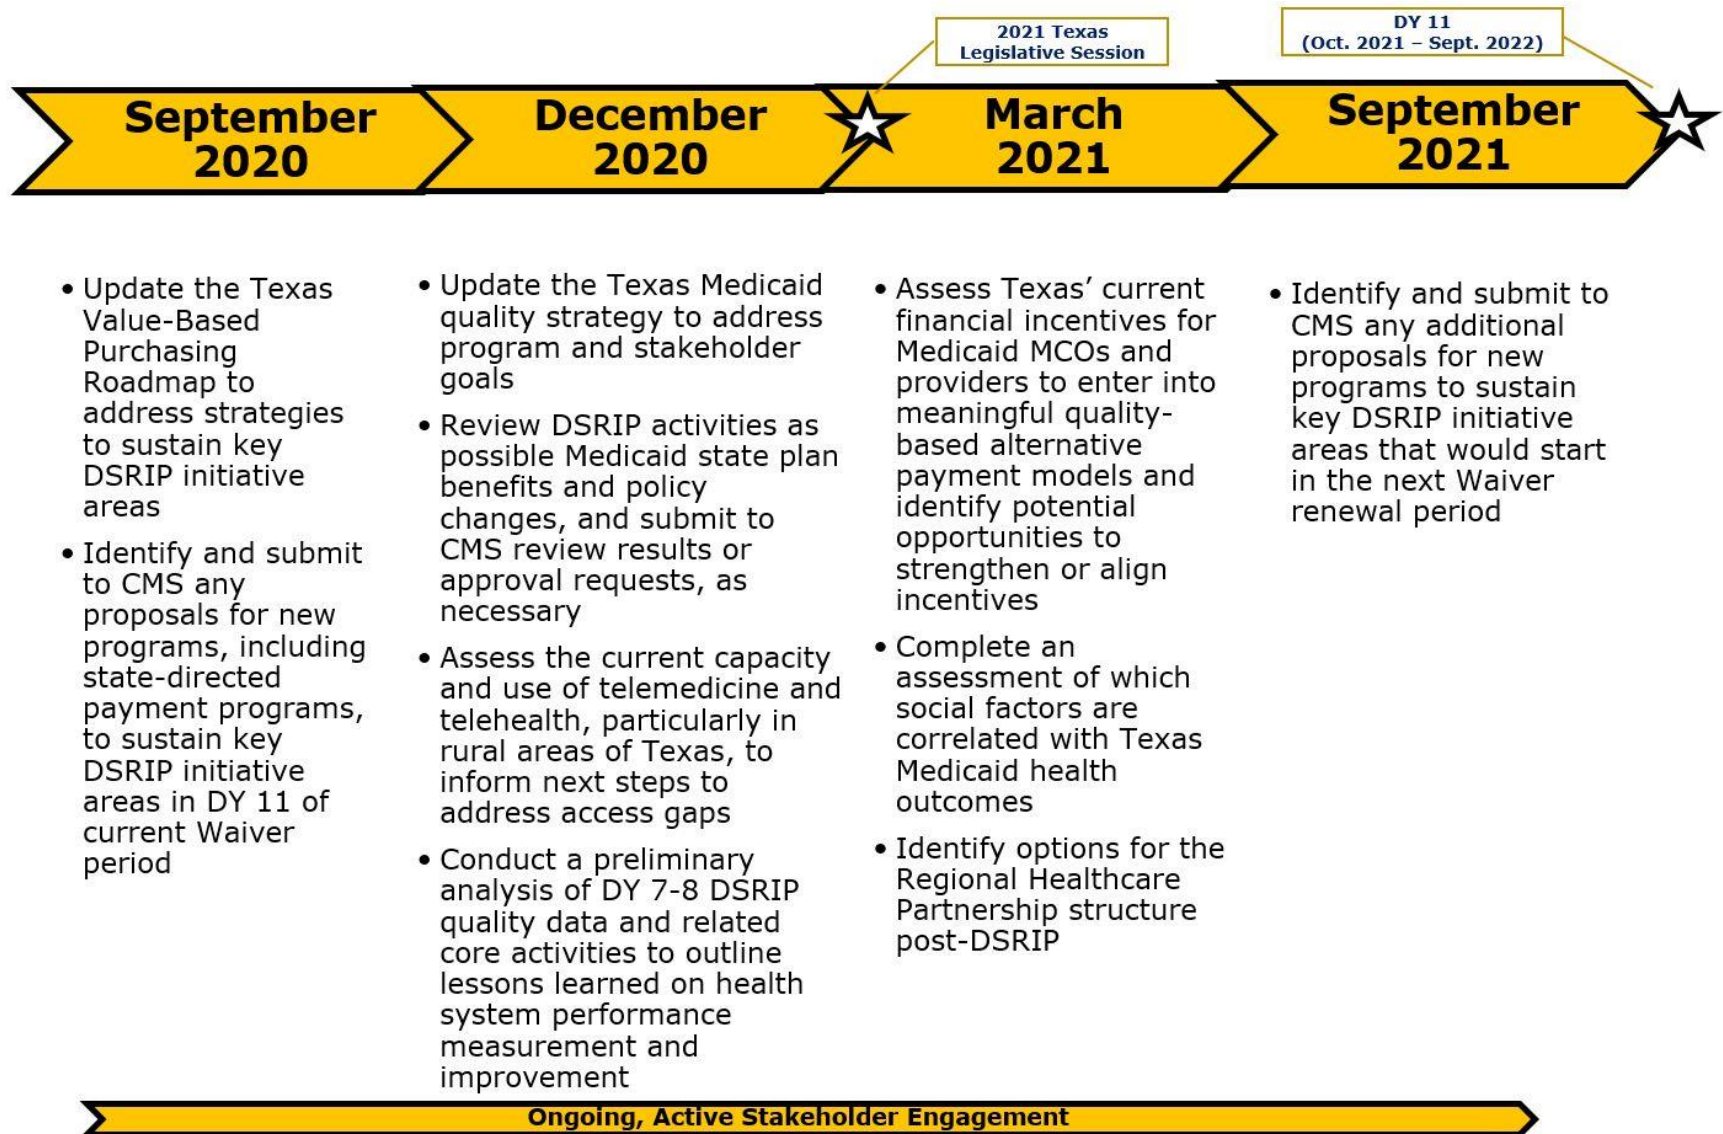 2021 Texas
Legislative Session
DY 11
(Oct. 2021 – Sept. 2022)
September
2020
December
2020
March
2021
September
2021
• Update the Texas
Value-Based
Purchasing
Roadmap to
address strategies
to sustain key
DSRIP initiative
areas
• Identify and submit
to CMS any
proposals for new
programs, including
state-directed
payment programs,
to sustain key
DSRIP initiative
areas in DY 11 of
current Waiver
period
• Update the Texas Medicaid
quality strategy to address
program and stakeholder
goals
• Review DSRIP activities as
possible Medicaid state plan
benefits and policy
changes, and submit to
CMS review results or
approval requests, as
necessary
• Assess the current capacity
and use of telemedicine and
telehealth, particularly in
rural areas of Texas, to
inform next steps to
address access gaps
• Conduct a preliminary
analysis of DY 7-8 DSRIP
quality data and related
core activities to outline
lessons learned on health
system performance
measurement and
improvement
• Assess Texas’ current
financial incentives for
Medicaid MCOs and
providers to enter into
meaningful quality-
based alternative
payment models and
identify potential
opportunities to
strengthen or align
incentives
• Complete an
assessment of which
social factors are
correlated with Texas
Medicaid health
outcomes
• Identify options for the
Regional Healthcare
Partnership structure
post-DSRIP
• Identify and submit to
CMS any additional
proposals for new
programs to sustain
key DSRIP initiative
areas that would start
in the next Waiver
renewal period
Ongoing, Active Stakeholder Engagement